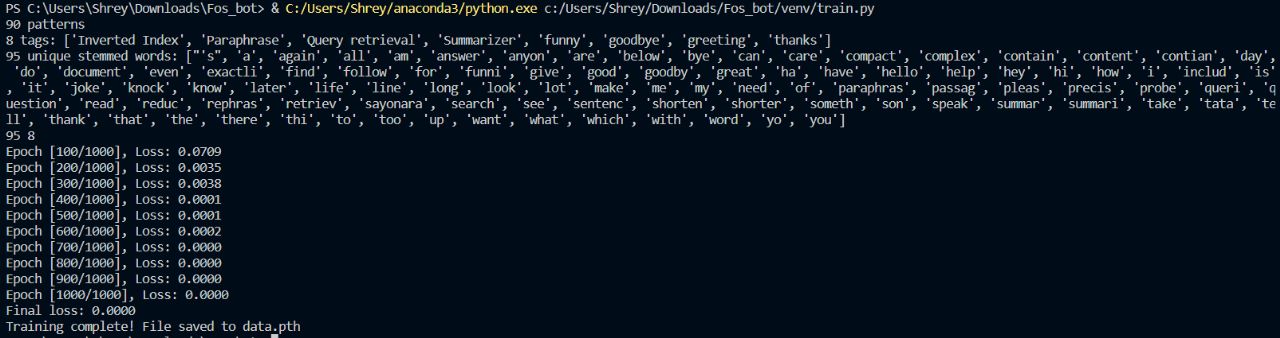 PS C:\Users\Shrey\Downloads\Fos_bot> & C:/Users/Shrey/anaconda3/python.exe c:/Users/Shrey/Downloads/Fos_bot/venv/train.py
90 patterns
8 tags: ['Inverted Index', 'Paraphrase', 'Query retrieval', 'Summarizer', 'funny', 'goodbye', 'greeting', 'thanks']
95 unique stemmed words: ["'s", 'a', 'again', 'all', 'am', 'answer', 'anyon', 'are', 'below', 'bye', 'can', 'care', 'compact', 'complex', 'contain', 'content', 'contian', 'day',
'do', 'document', 'even', 'exactli', 'find', 'follow', 'for', 'funni', 'give', 'good', 'goodby', 'great', 'ha', 'have', 'hello', 'help', 'hey', 'hi', 'how', 'i', 'includ', 'is'
, 'it', 'joke', 'knock', 'know', 'later', 'life', 'line', 'long', 'look', 'lot', 'make', 'me', 'my', 'need', 'of', 'paraphras', 'passag', 'pleas', 'precis', 'probe', 'queri', 'q
uestion', 'read', 'reduc', 'rephras', 'retriev', 'sayonara', 'search', 'see', 'sentenc', 'shorten', 'shorter', 'someth', 'son', 'speak', 'summar', 'summari', 'take', 'tata', 'te
ll', 'thank', 'that', 'the', 'there', 'thi', 'to', 'too', 'up', 'want', 'what', 'which', 'with', 'word', 'yo', 'you']
95 8
Epoch [100/1000], Loss: 0.0709
Epoch [200/1000], Loss: 0.0035
Epoch [300/1000], Loss: 0.0038
Epoch [400/1000], Loss: 0.0001
Epoch [500/1000], Loss: 0.0001
Epoch [600/1000], Loss: 0.0002
Epoch [700/1000], Loss: 0.0000
Epoch [800/1000], Loss: 0.0000
Epoch [900/1000], Loss: 0.0000
Epoch [1000/1000], Loss: 0.0000
Final loss: 0.0000
Training complete! File saved to data.pth